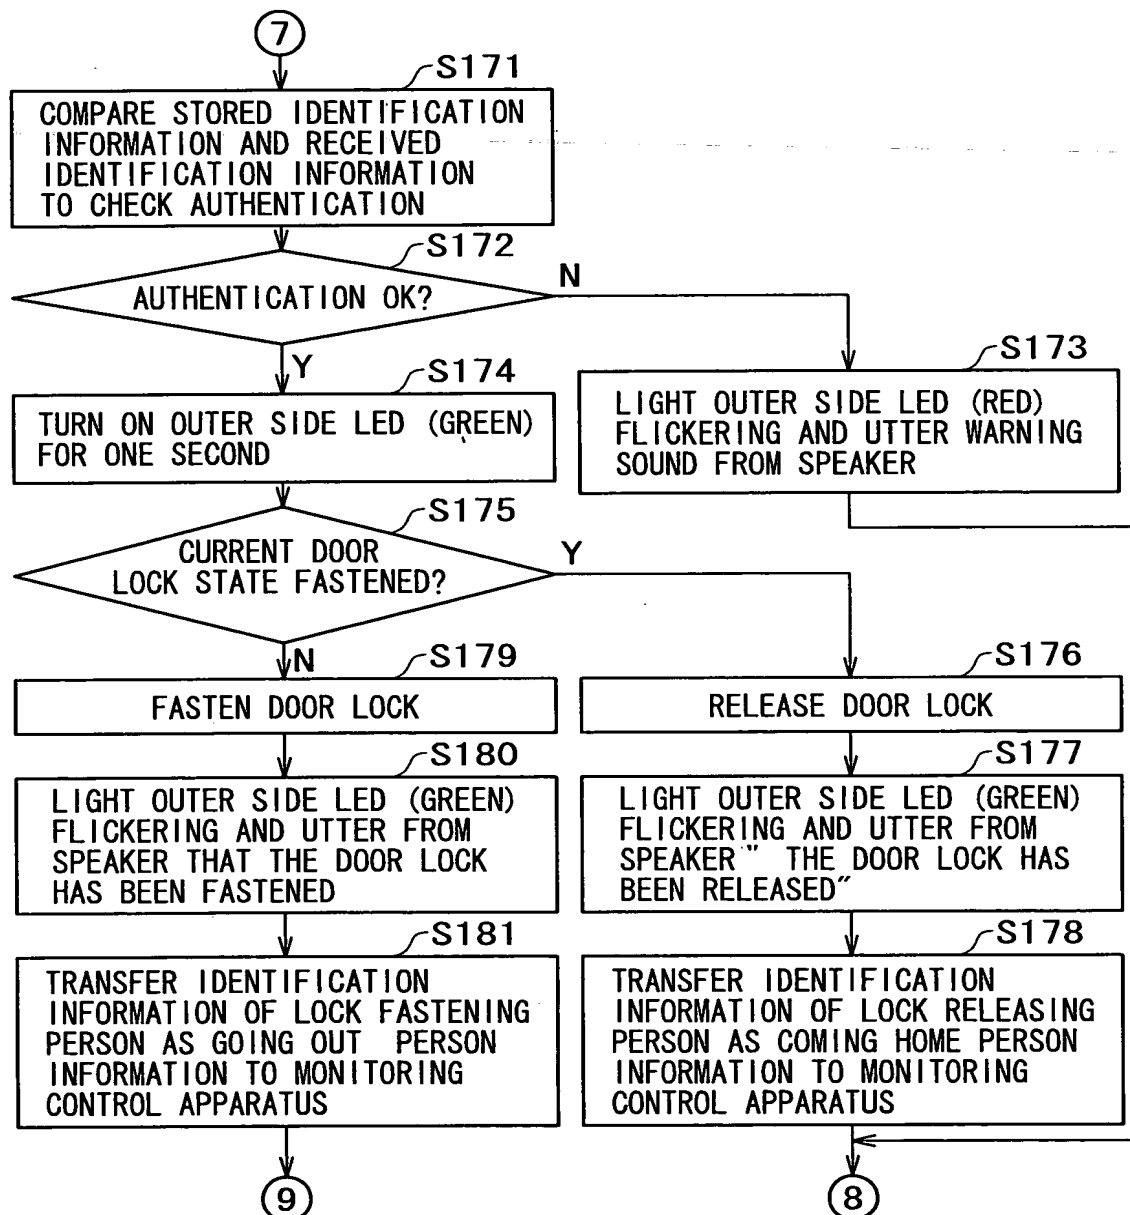 7
S171
COMPARE STORED IDENTIFICATION
INFORMATION AND RECEIVED
IDENTIFICATION INFORMATION
TO CHECK AUTHENTICATION
S172
AUTHENTICATION OK?
N
Y
S174
TURN ON OUTER SIDE LED (GREEN)
FOR ONE SECOND
S173
LIGHT OUTER SIDE LED (RED)
FLICKERING AND UTTER WARNING
SOUND FROM SPEAKER
S175
CURRENT DOOR
LOCK STATE FASTENED?
Y
N
S179
FASTEN DOOR LOCK
S180
LIGHT OUTER SIDE LED (GREEN)
FLICKERING AND UTTER FROM
SPEAKER THAT THE DOOR LOCK
HAS BEEN FASTENED
S181
TRANSFER IDENTIFICATION
INFORMATION OF LOCK FASTENING
PERSON AS GOING OUT PERSON
INFORMATION TO MONITORING
CONTROL APPARATUS
9
S176
RELEASE DOOR LOCK
S177
LIGHT OUTER SIDE LED (GREEN)
FLICKERING AND UTTER FROM
SPEAKER " THE DOOR LOCK HAS
BEEN RELEASED"
S178
TRANSFER IDENTIFICATION
INFORMATION OF LOCK RELEASING
PERSON AS COMING HOME PERSON
INFORMATION TO MONITORING
CONTROL APPARATUS
8